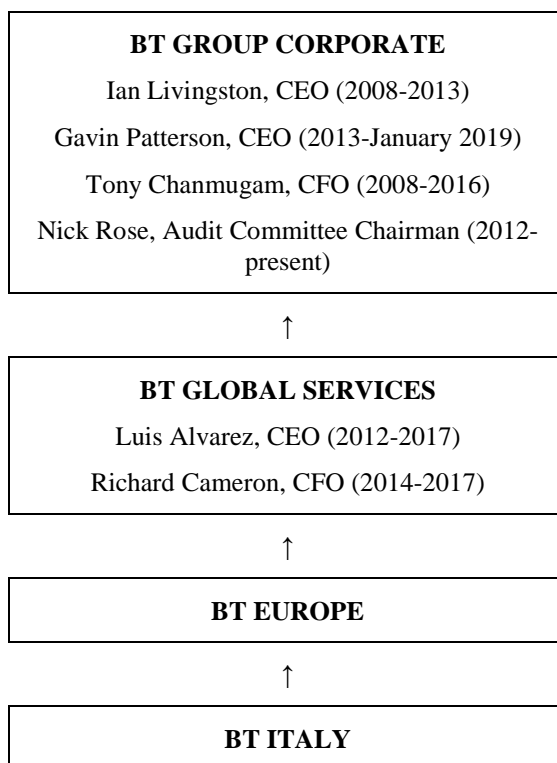 BT GROUP CORPORATE
Ian Livingston, CEO (2008-2013)
Gavin Patterson, CEO (2013-January 2019)
Tony Chanmugam, CFO (2008-2016)
Nick Rose, Audit Committee Chairman (2012-
present)
↑
BT GLOBAL SERVICES
Luis Alvarez, CEO (2012-2017)
Richard Cameron, CFO (2014-2017)
↑
BT EUROPE
↑
BT ITALY